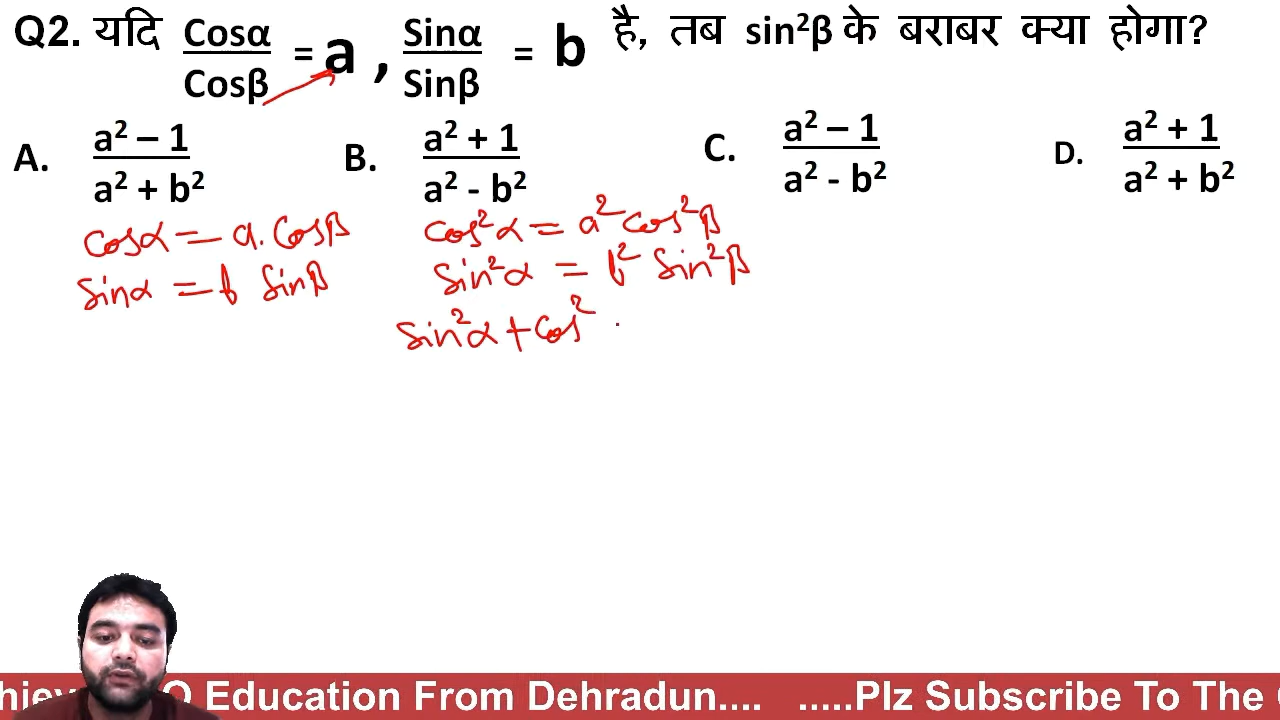 Q2. यदि Cosα/Cosβ = a , Sinα/Sinβ = b है, तब sin²β के बराबर क्या होगा?
A. a² – 1/a² + b² B. a² + 1/a² - b² C. a² – 1/a² - b² D. a² + 1/a² + b²
cosα = a. cosβ cos²α = a² cos²β
sinα = b sinβ sin²α = b² sin²β
sin²α + cos²
Education From Dehradun.... .....Plz Subscribe To The